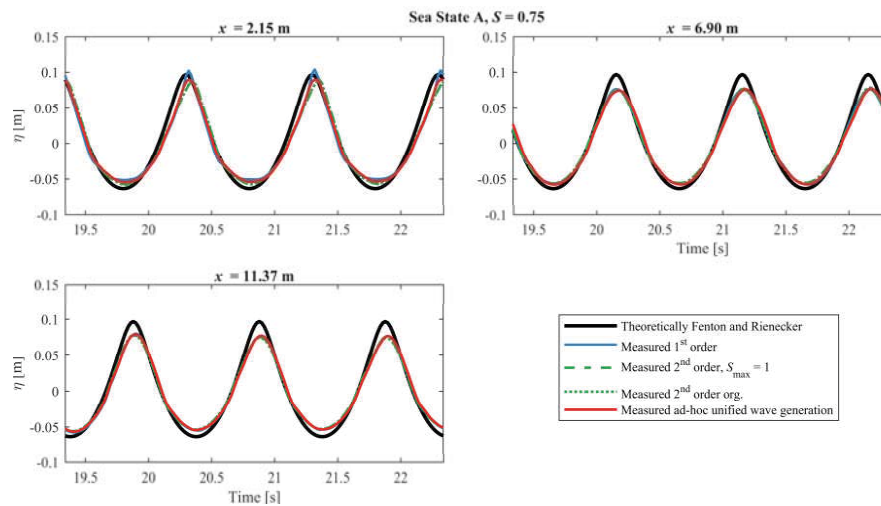 Sea State A, S = 0.75
x = 2.15 m
x = 6.90 m
0.15
0.1
0.05
0
-0.05
-0.1
η [m]
19.5 20 20.5 21 21.5 22
0.15
0.1
0.05
0
-0.05
-0.1
η [m]
19.5 20 20.5 21 21.5 22
Time [s]
x = 11.37 m
0.15
0.1
0.05
0
-0.05
-0.1
η [m]
19.5 20 20.5 21 21.5 22
Time [s]
Theoretically Fenton and Rienecker
Measured 1st order
Measured 2nd order, Smax = 1
Measured 2nd order org.
Measured ad-hoc unified wave generation